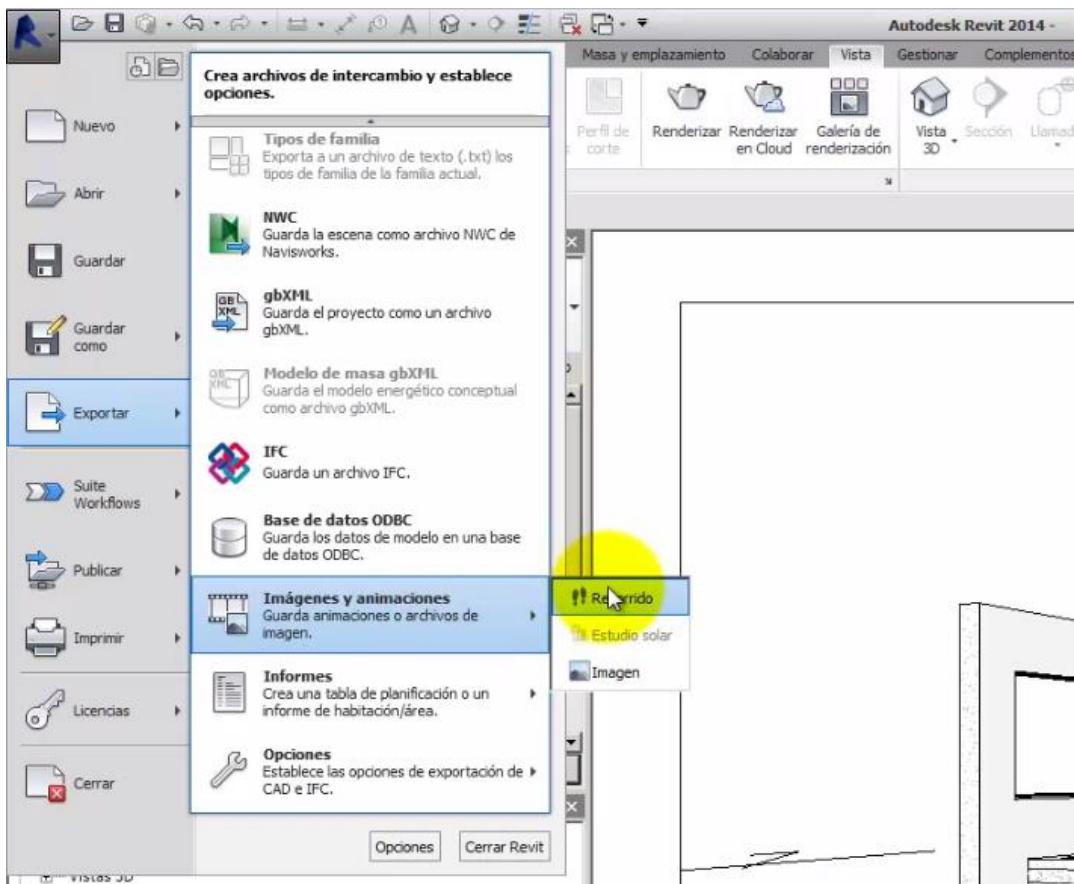 Autodesk Revit 2014 -
Masa y emplazamiento Colaborar Vista Gestionar Complementos
Perfil de corte
Renderizar
Renderizar en Cloud
Galería de renderización
Vista 3D
Sección
Llamad
Nuevo
Abrir
Guardar
Guardar como
Exportar
Suite Workflows
Publicar
Imprimir
Licencias
Cerrar
Crea archivos de intercambio y establece
opciones.
Tipos de familia
Exporta a un archivo de texto (.txt) los
tipos de familia de la familia actual.
NWC
Guarda la escena como archivo NWC de
Navisworks.
gbXML
Guarda el proyecto como un archivo
gbXML.
Modelo de masa gbXML
Guarda el modelo energético conceptual
como archivo gbXML.
IFC
Guarda un archivo IFC.
Base de datos ODBC
Guarda los datos de modelo en una base
de datos ODBC.
Imágenes y animaciones
Guarda animaciones o archivos de
imagen.
Informes
Crea una tabla de planificación o un
informe de habitación/área.
Opciones
Establece las opciones de exportación de
CAD e IFC.
Recorrido
Estudio solar
Imagen
Opciones
Cerrar Revit
Vistas 3D